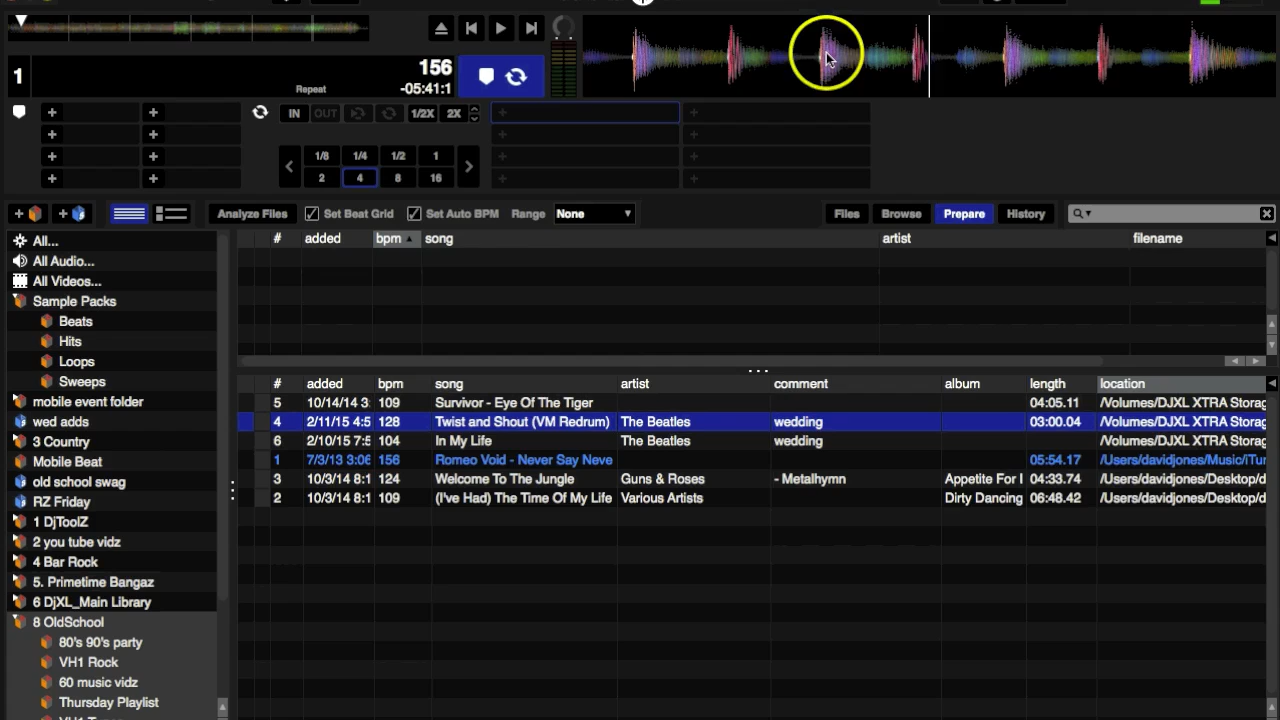 156
1
Repeat
-05:41:1
IN OUT 1/2X 2X
1/8 1/4 1/2 1
2 4 8 16
Analyze Files Set Beat Grid Set Auto BPM Range None Files Browse Prepare History
# added bpm song artist filename
All...
All Audio...
All Videos...
Sample Packs
Beats
Hits
Loops
Sweeps
mobile event folder
wed adds
3 Country
Mobile Beat
old school swag
RZ Friday
1 DjToolZ
2 you tube vidz
4 Bar Rock
5. Primetime Bangaz
6 DjXL_Main Library
8 OldSchool
80's 90's party
VH1 Rock
60 music vidz
Thursday Playlist
# added bpm song artist comment album length location
5 10/14/14 3: 109 Survivor - Eye Of The Tiger 04:05.11 /Volumes/DJXL XTRA Storag
4 2/11/15 4:5 128 Twist and Shout (VM Redrum) The Beatles wedding 03:00.04 /Volumes/DJXL XTRA Storag
6 2/10/15 7:5 104 In My Life The Beatles wedding /Volumes/DJXL XTRA Storag
1 7/3/13 3:06 156 Romeo Void - Never Say Neve 05:54.17 /Users/davidjones/Music/iTur
3 10/3/14 8:1 124 Welcome To The Jungle Guns & Roses - Metalhymn Appetite For I 04:33.74 /Users/davidjones/Desktop/d
2 10/3/14 8:1 109 (I've Had) The Time Of My Life Various Artists Dirty Dancing 06:48.42 /Users/davidjones/Desktop/d